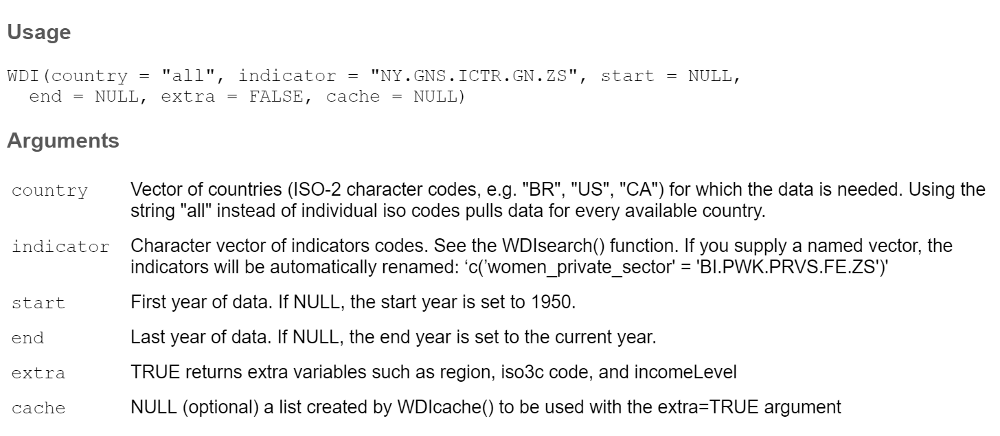 Usage
WDI(country = "all", indicator = "NY.GNS.ICTR.GN.ZS", start = NULL,
  end = NULL, extra = FALSE, cache = NULL)
Arguments
country Vector of countries (ISO-2 character codes, e.g. "BR", "US", "CA") for which the data is needed. Using the
string "all" instead of individual iso codes pulls data for every available country.
indicator Character vector of indicators codes. See the WDIsearch() function. If you supply a named vector, the
indicators will be automatically renamed: ‘c(’women_private_sector' = 'BI.PWK.PRVS.FE.ZS')'
start First year of data. If NULL, the start year is set to 1950.
end Last year of data. If NULL, the end year is set to the current year.
extra TRUE returns extra variables such as region, iso3c code, and incomeLevel
cache NULL (optional) a list created by WDIcache() to be used with the extra=TRUE argument